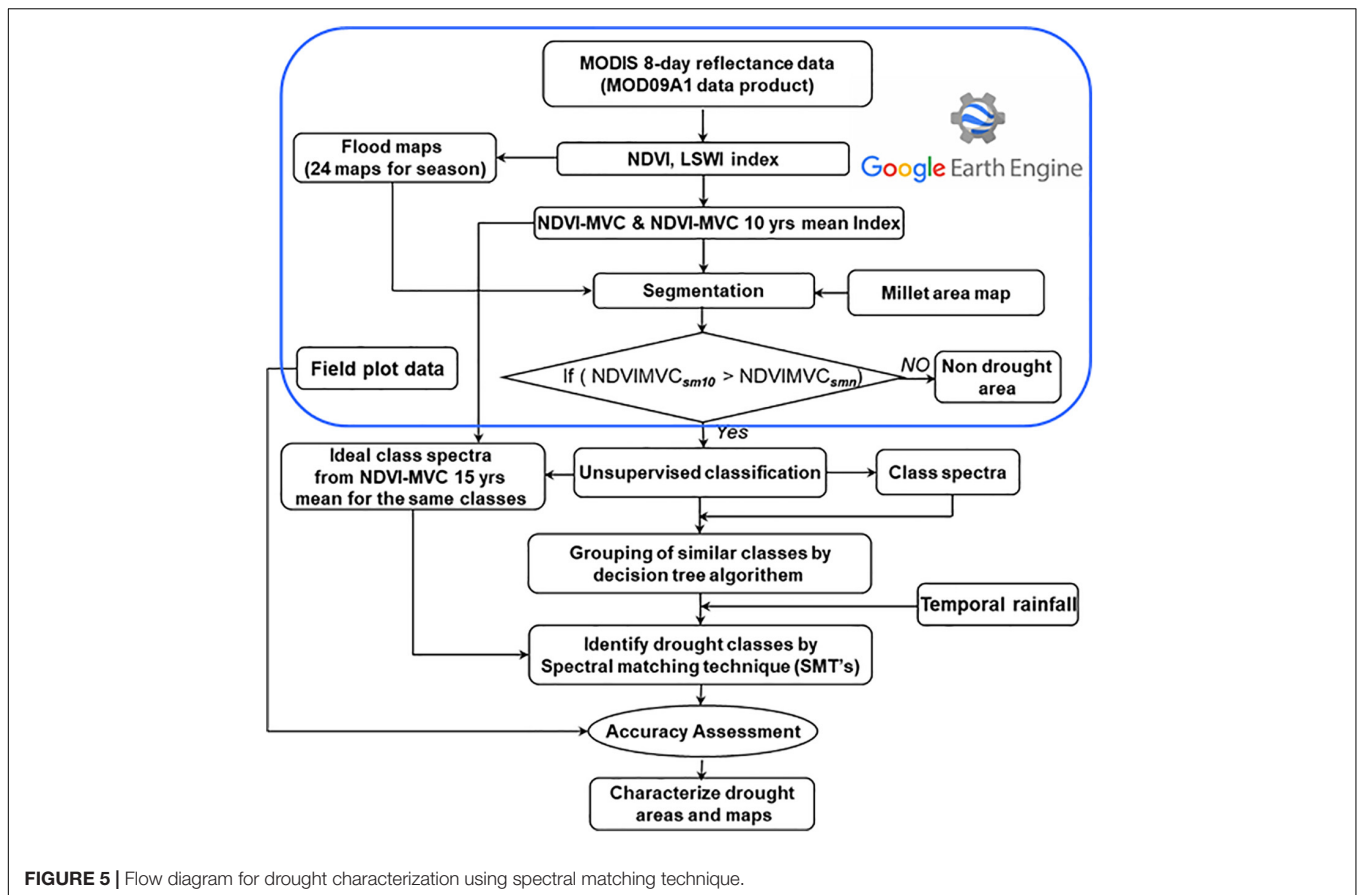 MODIS 8-day reflectance data
(MOD09A1 data product)
Google Earth Engine
Flood maps
(24 maps for season)
NDVI, LSWI index
NDVI-MVC & NDVI-MVC 10 yrs mean Index
Segmentation
Millet area map
Field plot data
If ( NDVIMVCsm10 > NDVIMVCsmn)
NO
Non drought
area
Yes
Ideal class spectra
from NDVI-MVC 15 yrs
mean for the same classes
Unsupervised classification
Class spectra
Grouping of similar classes by
decision tree algorithem
Temporal rainfall
Identify drought classes by
Spectral matching technique (SMT's)
Accuracy Assessment
Characterize drought
areas and maps
FIGURE 5 | Flow diagram for drought characterization using spectral matching technique.